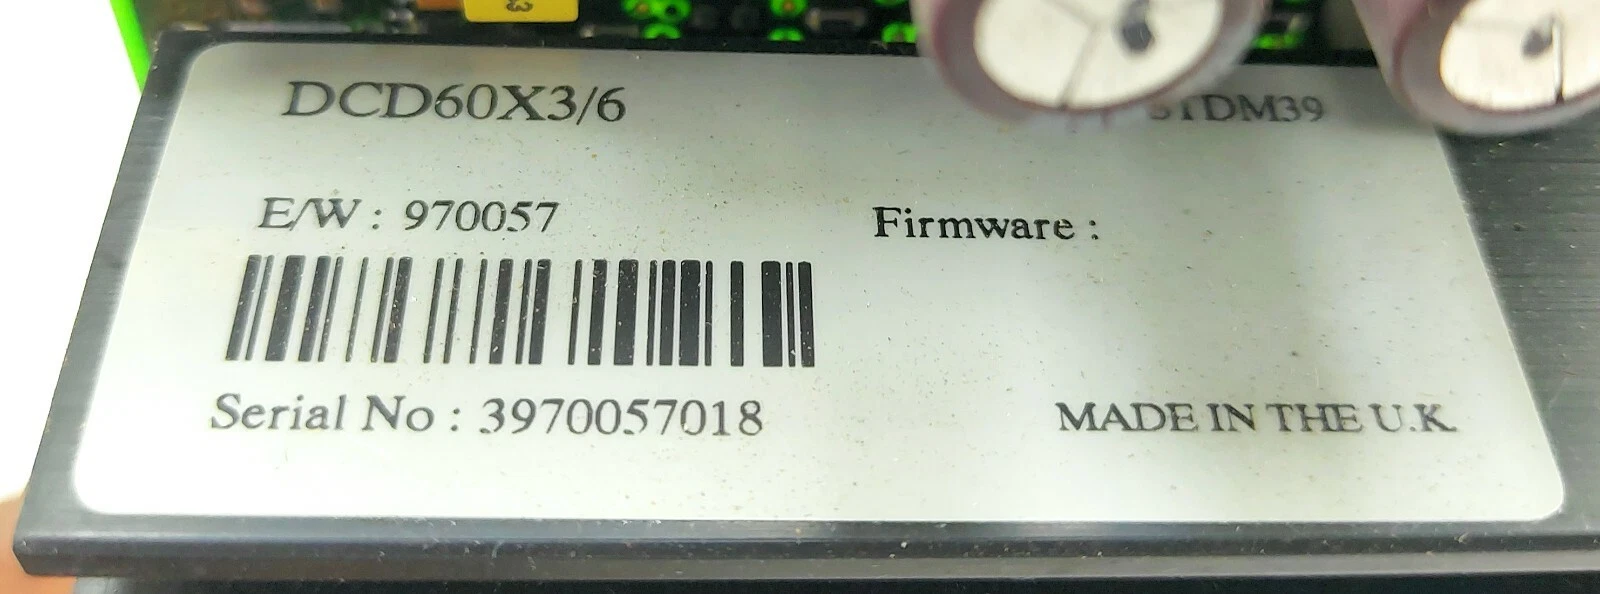 DCD60X3/6
E/W : 970057 Firmware :
Serial No : 3970057018 MADE IN THE U.K